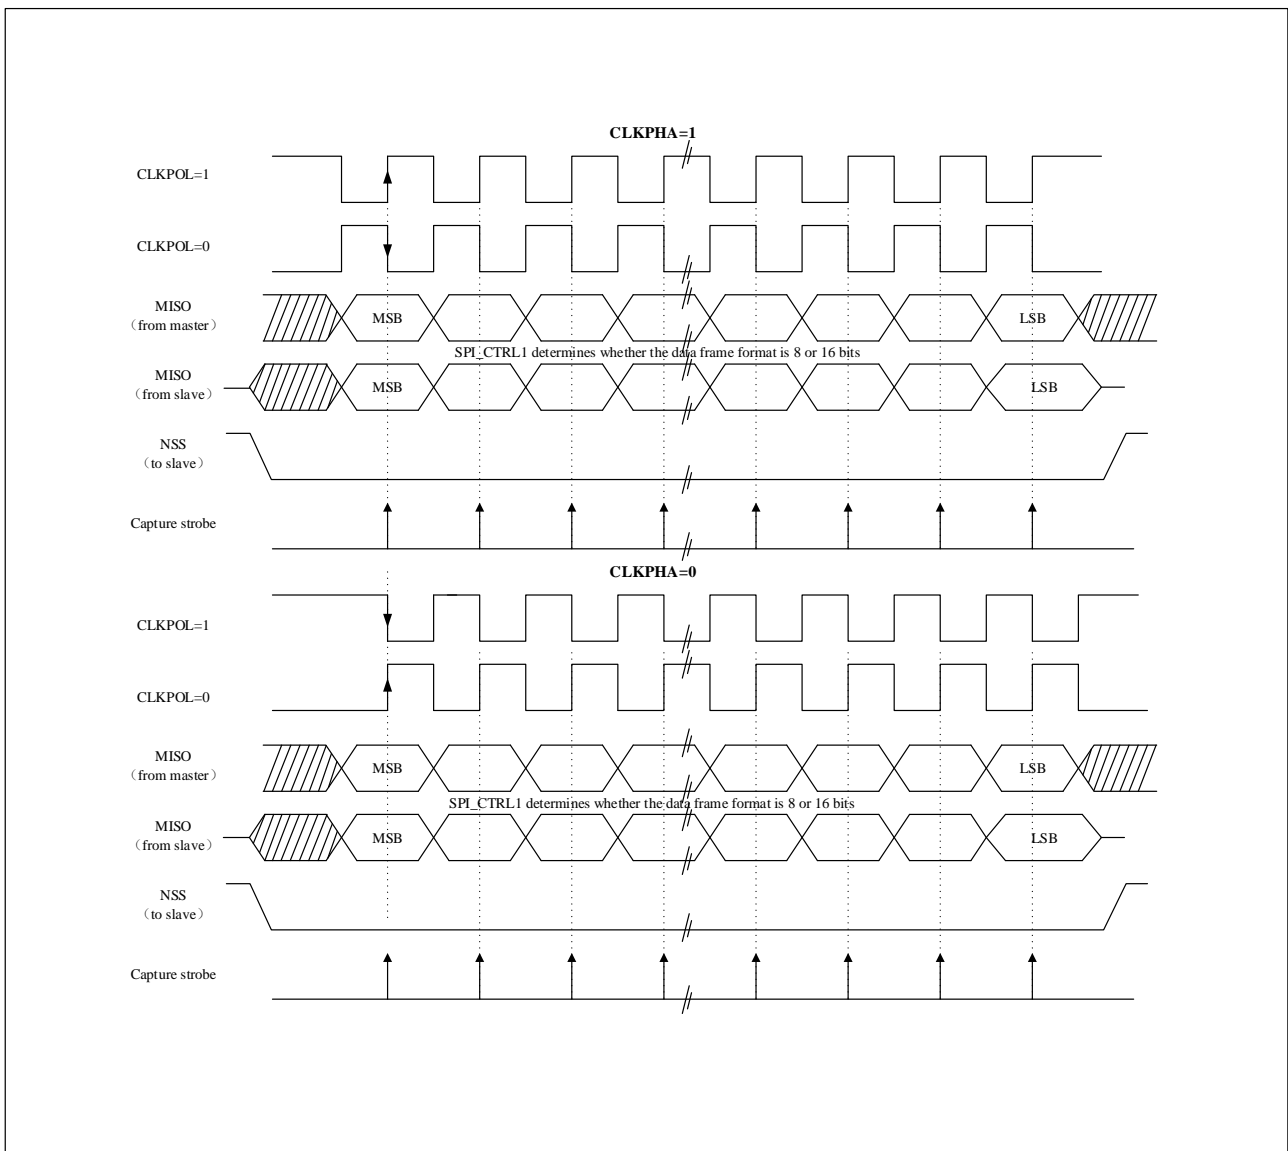 CLKPHA=1
CLKPOL=1
CLKPOL=0
MISO
（from master）
MSB
LSB
SPI_CTRL1 determines whether the data frame format is 8 or 16 bits
MISO
（from slave）
MSB
LSB
NSS
（to slave）
Capture strobe
CLKPHA=0
CLKPOL=1
CLKPOL=0
MISO
（from master）
MSB
LSB
SPI_CTRL1 determines whether the data frame format is 8 or 16 bits
MISO
（from slave）
MSB
LSB
NSS
（to slave）
Capture strobe